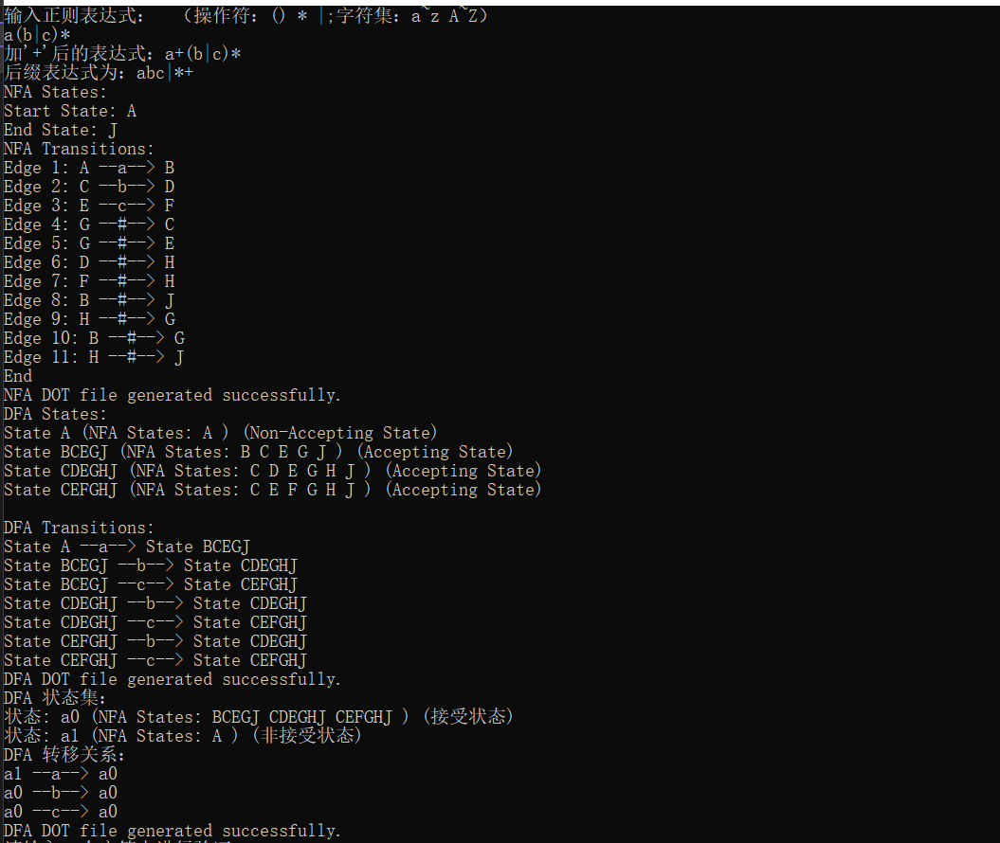 输入正则表达式： （操作符：() * |;字符集：a~z A~Z）
a(b|c)*
加'+'后的表达式：a+(b|c)*
后缀表达式为：abc|*+
NFA States:
Start State: A
End State: J
NFA Transitions:
Edge 1: A --a--> B
Edge 2: C --b--> D
Edge 3: E --c--> F
Edge 4: G --#--> C
Edge 5: G --#--> E
Edge 6: D --#--> H
Edge 7: F --#--> H
Edge 8: B --#--> J
Edge 9: H --#--> G
Edge 10: B --#--> G
Edge 11: H --#--> J
End
NFA DOT file generated successfully.
DFA States:
State A (NFA States: A ) (Non-Accepting State)
State BCEGJ (NFA States: B C E G J ) (Accepting State)
State CDEGHJ (NFA States: C D E G H J ) (Accepting State)
State CEFGHJ (NFA States: C E F G H J ) (Accepting State)
DFA Transitions:
State A --a--> State BCEGJ
State BCEGJ --b--> State CDEGHJ
State BCEGJ --c--> State CEFGHJ
State CDEGHJ --b--> State CDEGHJ
State CDEGHJ --c--> State CEFGHJ
State CEFGHJ --b--> State CDEGHJ
State CEFGHJ --c--> State CEFGHJ
DFA DOT file generated successfully.
DFA 状态集：
状态: a0 (NFA States: BCEGJ CDEGHJ CEFGHJ ) (接受状态)
状态: a1 (NFA States: A ) (非接受状态)
DFA 转移关系：
a1 --a--> a0
a0 --b--> a0
a0 --c--> a0
DFA DOT file generated successfully.